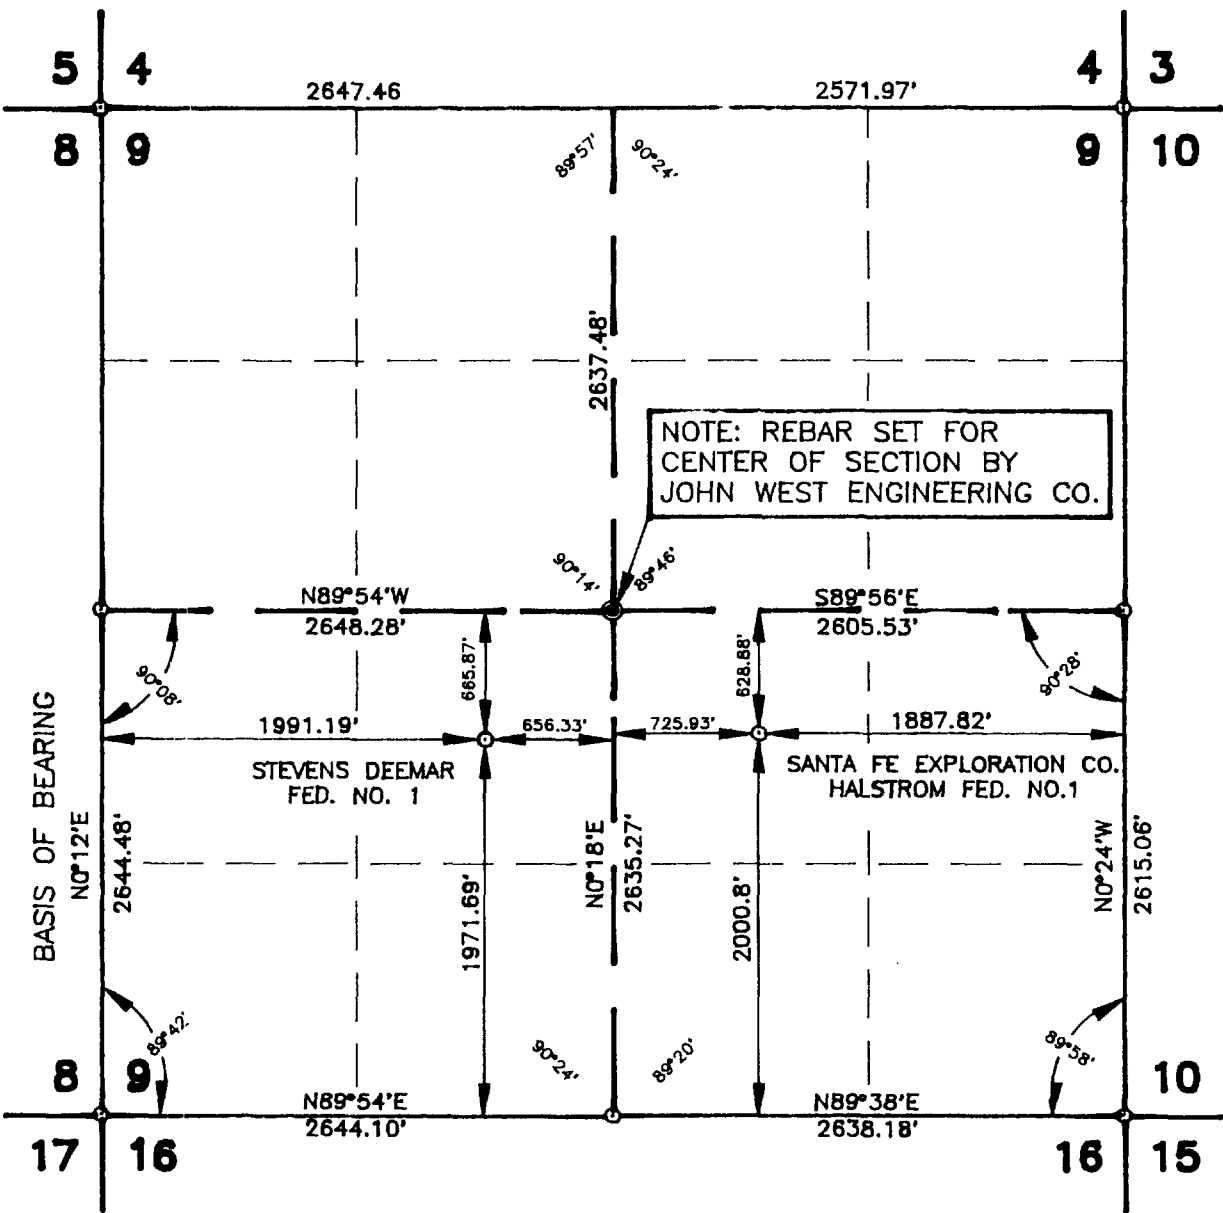 5 4
4 3
2647.46
2571.97'
8 9
9 10
89°57'
90°24'
2637.48'
NOTE: REBAR SET FOR
CENTER OF SECTION BY
JOHN WEST ENGINEERING CO.
90°14'
89°46'
N89°54'W
2648.28'
S89°56'E
2605.53'
665.87'
628.88'
90°08'
90°28'
1991.19'
656.33'
725.93'
1887.82'
STEVENS DEEMAR
FED. NO. 1
SANTA FE EXPLORATION CO.
HALSTROM FED. NO.1
BASIS OF BEARING
N0°12'E
2644.48'
1971.69'
N0°18'E
2635.27'
2000.8'
N0°24'W
2615.06'
89°42'
90°24'
89°20'
89°58'
8 9
10
N89°54'E
2644.10'
N89°38'E
2638.18'
17 16
16 15